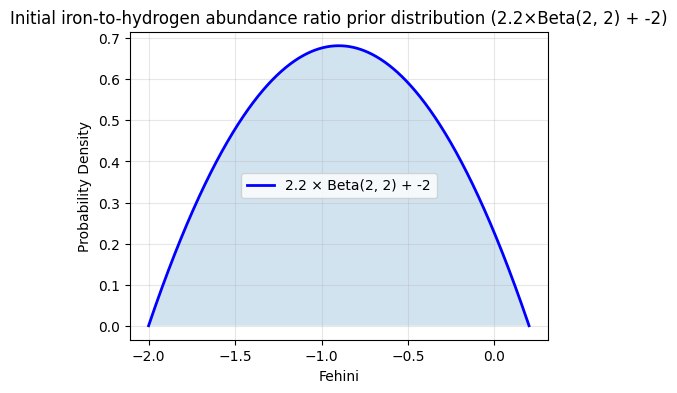 Initial iron-to-hydrogen abundance ratio prior distribution (2.2×Beta(2, 2) + -2)
0.7
0.6
0.5
0.4
0.3
0.2
0.1
0.0
Probability Density
2.2 × Beta(2, 2) + -2
−2.0 −1.5 −1.0 −0.5 0.0
Fehini